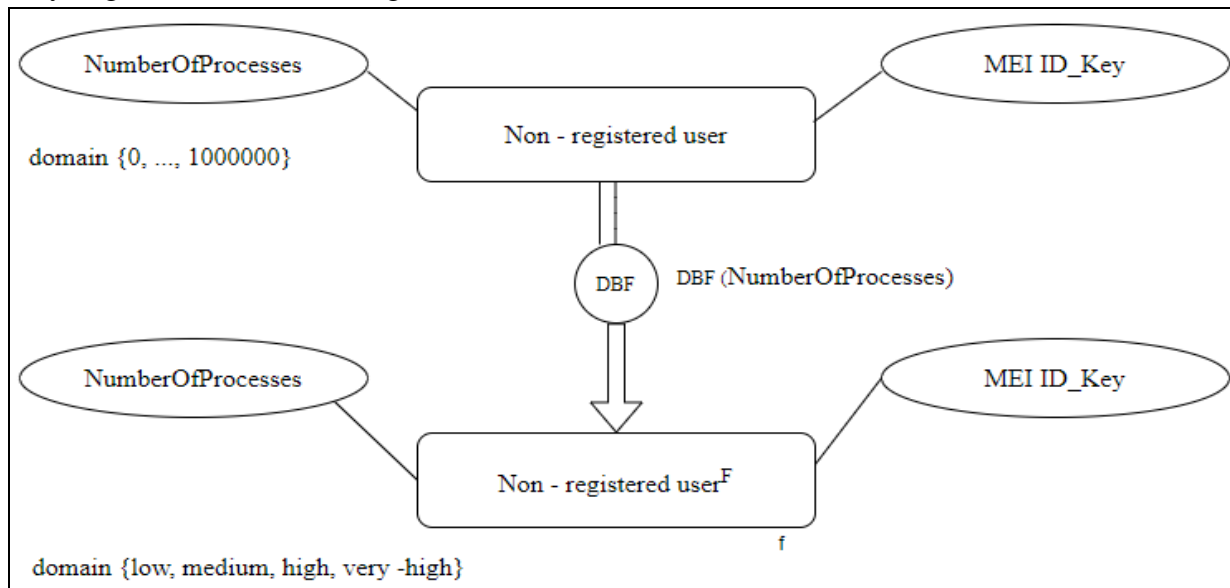 NumberOfProcesses
MEI ID_Key
Non - registered user
domain {0, ..., 1000000}
DBF
DBF (NumberOfProcesses)
NumberOfProcesses
MEI ID_Key
Non - registered userF
f
domain {low, medium, high, very -high}